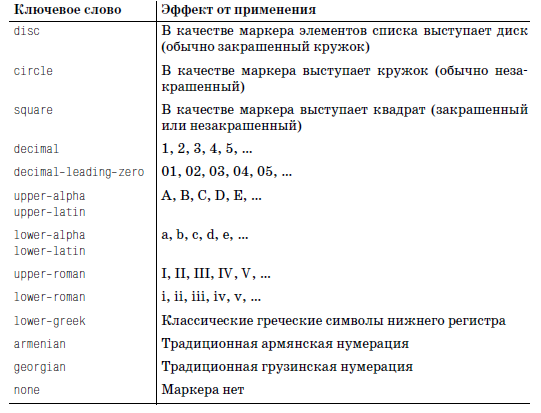 Ключевое слово Эффект от применения
disc В качестве маркера элементов списка выступает диск
(обычно закрашенный кружок)
circle В качестве маркера выступает кружок (обычно неза-
крашенный)
square В качестве маркера выступает квадрат (закрашенный
или незакрашенный)
decimal 1, 2, 3, 4, 5, ...
decimal-leading-zero 01, 02, 03, 04, 05, ...
upper-alpha A, B, C, D, E, ...
upper-latin
lower-alpha a, b, c, d, e, ...
lower-latin
upper-roman I, II, III, IV, V, ...
lower-roman i, ii, iii, iv, v, ...
lower-greek Классические греческие символы нижнего регистра
armenian Традиционная армянская нумерация
georgian Традиционная грузинская нумерация
none Маркера нет